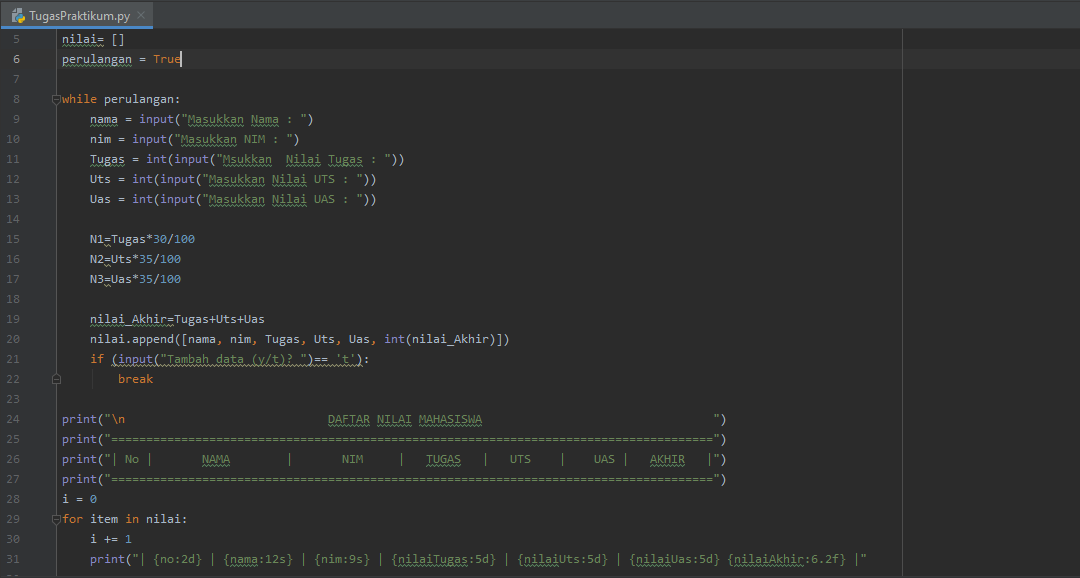 TugasPraktikum.py ×
5 nilai= []
6 perulangan = True
7
8 while perulangan:
9     nama = input("Masukkan Nama : ")
10     nim = input("Masukkan NIM : ")
11     Tugas = int(input("Msukkan  Nilai Tugas : "))
12     Uts = int(input("Masukkan Nilai UTS : "))
13     Uas = int(input("Masukkan Nilai UAS : "))
14
15     N1=Tugas*30/100
16     N2=Uts*35/100
17     N3=Uas*35/100
18
19     nilai_Akhir=Tugas+Uts+Uas
20     nilai.append([nama, nim, Tugas, Uts, Uas, int(nilai_Akhir)])
21     if (input("Tambah data (y/t)? ")== 't'):
22         break
23
24 print("\n                             DAFTAR NILAI MAHASISWA                                 ")
25 print("======================================================================================")
26 print("| No |       NAMA        |       NIM     |   TUGAS   |   UTS    |    UAS |   AKHIR   |")
27 print("======================================================================================")
28 i = 0
29 for item in nilai:
30     i += 1
31     print("| {no:2d} | {nama:12s} | {nim:9s} | {nilaiTugas:5d} | {nilaiUts:5d} | {nilaiUas:5d} {nilaiAkhir:6.2f} |"